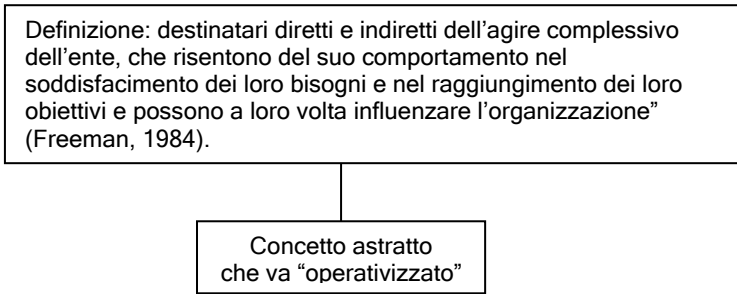 Definizione: destinatari diretti e indiretti dell’agire complessivo
dell’ente, che risentono del suo comportamento nel
soddisfacimento dei loro bisogni e nel raggiungimento dei loro
obiettivi e possono a loro volta influenzare l’organizzazione”
(Freeman, 1984).
Concetto astratto
che va “operativizzato”